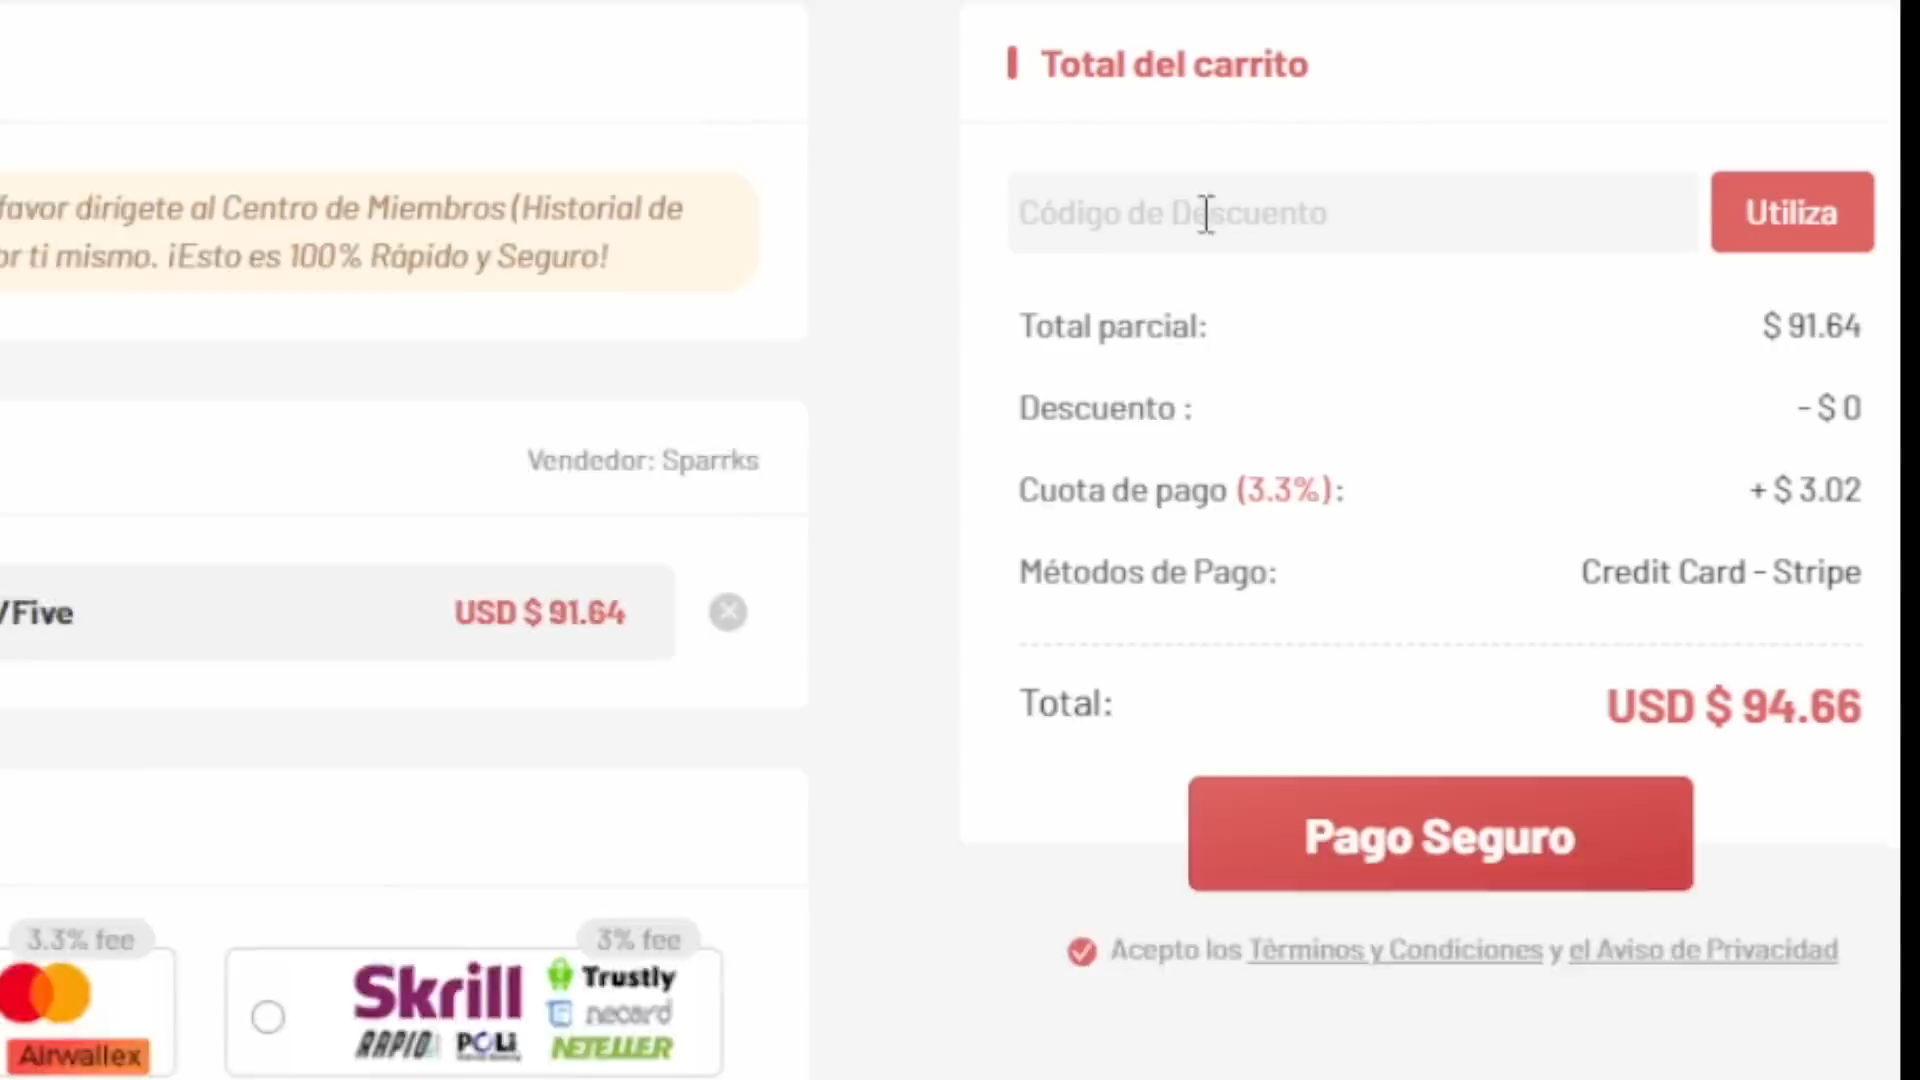 favor dirígete al Centro de Miembros (Historial de
or ti mismo. ¡Esto es 100% Rápido y Seguro!
Vendedor: Sparrks
/Five USD $ 91.64
3.3% fee
Airwallex
3% fee
Skrill
Trustly
RAPID
POLi
NETELLER
Total del carrito
Código de Descuento
Utiliza
Total parcial: $ 91.64
Descuento : - $ 0
Cuota de pago (3.3%): + $ 3.02
Métodos de Pago: Credit Card - Stripe
Total: USD $ 94.66
Pago Seguro
Acepto los Términos y Condiciones y el Aviso de Privacidad